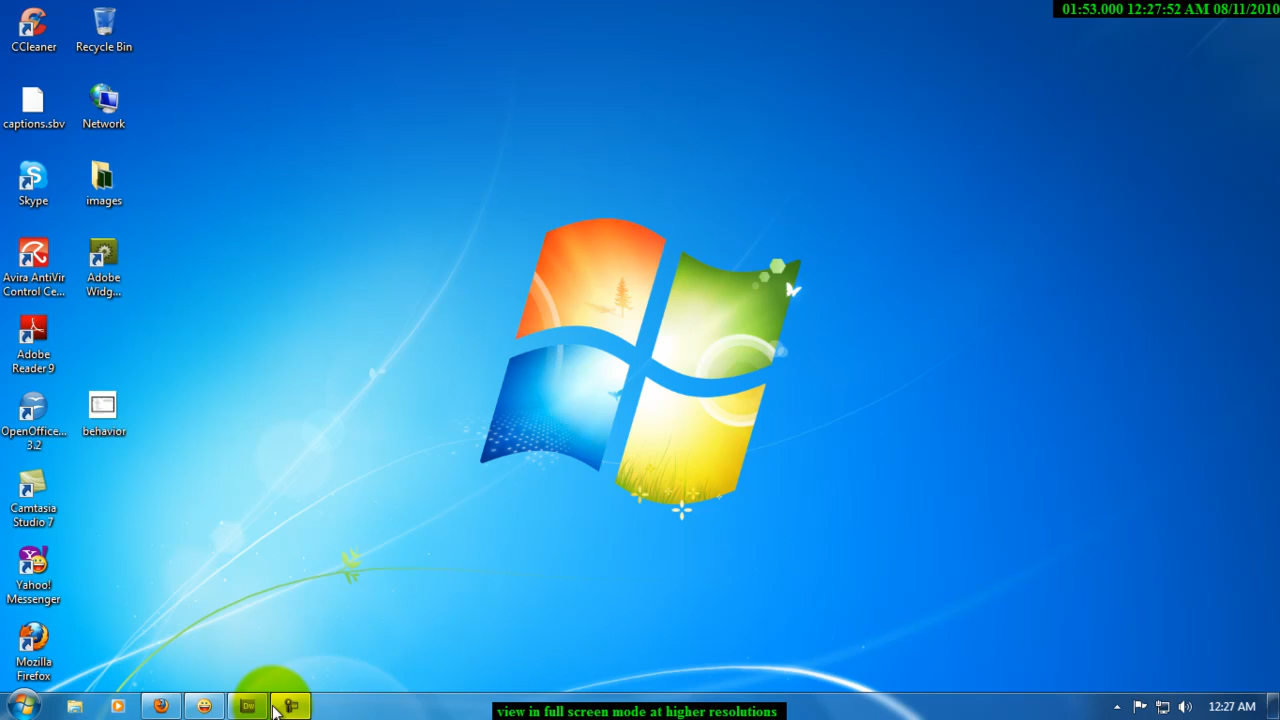 01:53.000 12:27:52 AM 08/11/2010
CCleaner
Recycle Bin
captions.sbv
Network
Skype
images
Avira AntiVir
Control Ce...
Adobe
Widg...
Adobe
Reader 9
OpenOffice...
3.2
behavior
Camtasia
Studio 7
Yahoo!
Messenger
Mozilla
Firefox
Dw
view in full screen mode at higher resolutions
12:27 AM